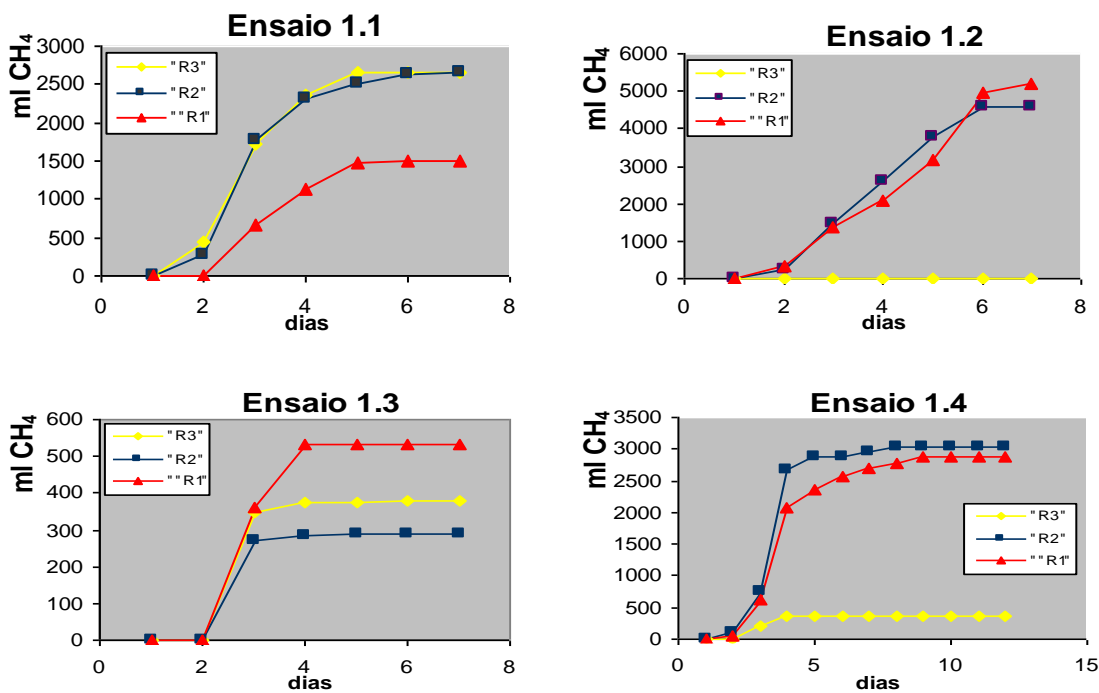 Ensaio 1.1
ml CH₄
3000
2500
2000
1500
1000
500
0
"R3"
"R2"
""R1"
0 2 4 6 8
dias
Ensaio 1.2
ml CH₄
6000
5000
4000
3000
2000
1000
0
"R3"
"R2"
""R1"
0 2 4 6 8
dias
Ensaio 1.3
ml CH₄
600
500
400
300
200
100
0
"R3"
"R2"
""R1"
0 2 4 6 8
dias
Ensaio 1.4
ml CH₄
3500
3000
2500
2000
1500
1000
500
0
"R3"
"R2"
""R1"
0 5 10 15
dias